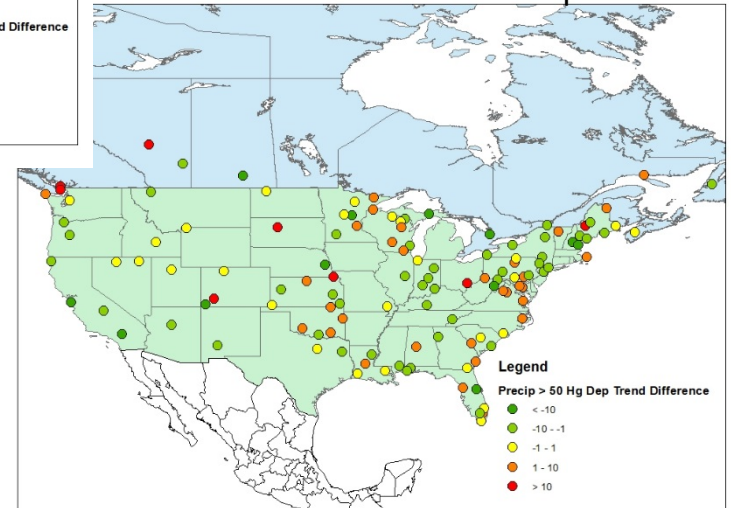 d Difference
Legend
Precip > 50 Hg Dep Trend Difference
< -10
-10 - -1
-1 - 1
1 - 10
> 10